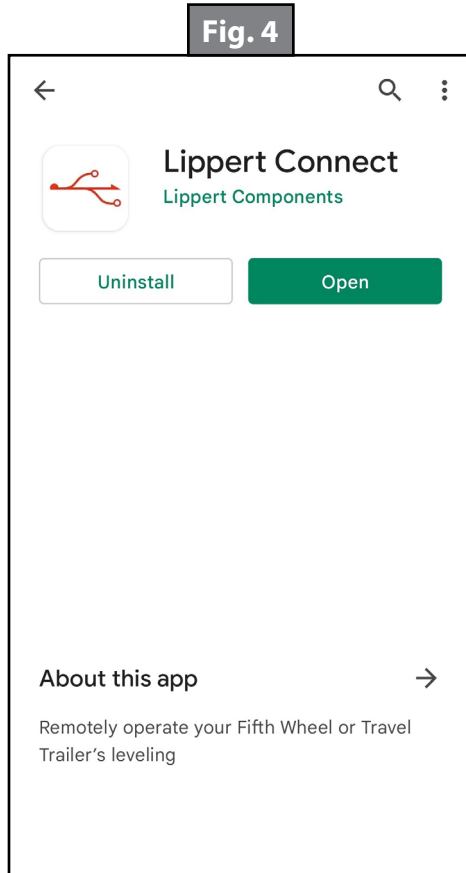 Fig. 4
Lippert Connect
Lippert Components
Uninstall
Open
About this app
Remotely operate your Fifth Wheel or Travel
Trailer’s leveling